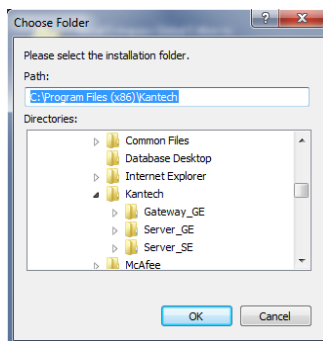 Choose Folder
Please select the installation folder.
Path:
C:\Program Files (x86)\Kantech
Directories:
Common Files
Database Desktop
Internet Explorer
Kantech
Gateway_GE
Server_GE
Server_SE
McAfee
OK Cancel